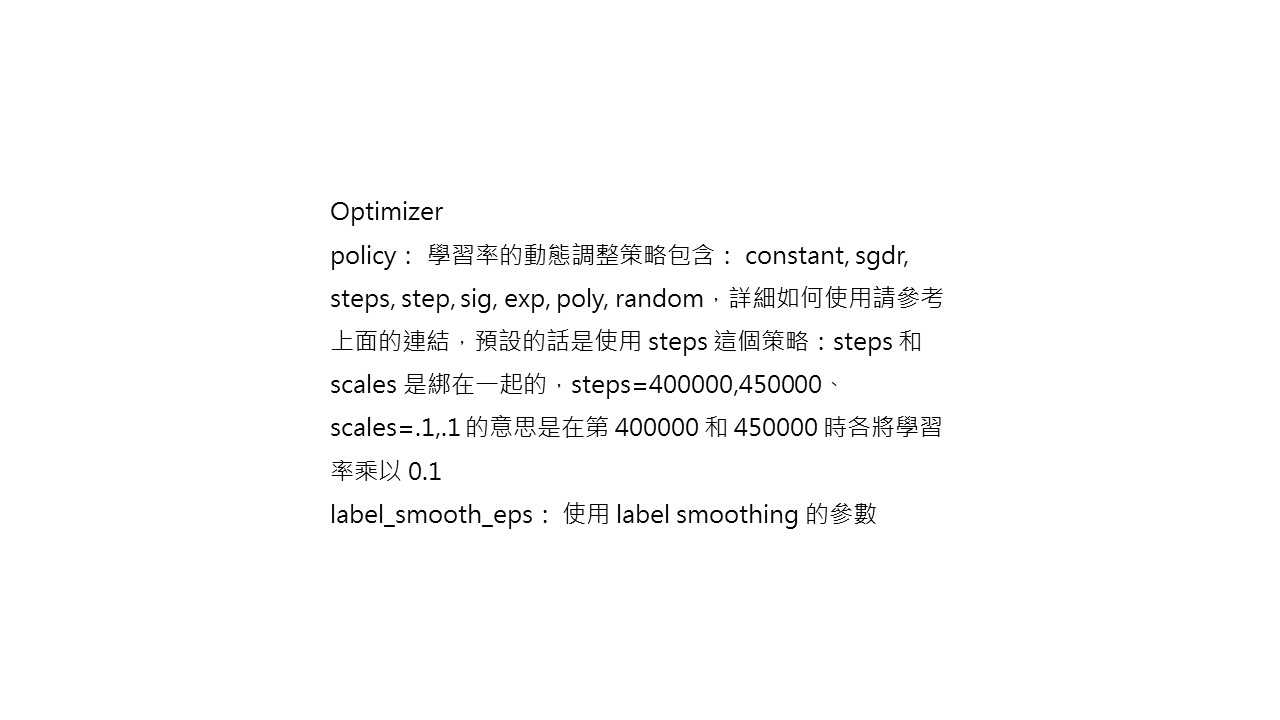 Optimizer
policy： 學習率的動態調整策略包含： constant, sgdr,
steps, step, sig, exp, poly, random，詳細如何使用請參考
上面的連結，預設的話是使用 steps 這個策略：steps 和
scales 是綁在一起的，steps=400000,450000、
scales=.1,.1 的意思是在第 400000 和 450000 時各將學習
率乘以 0.1
label_smooth_eps： 使用 label smoothing 的參數